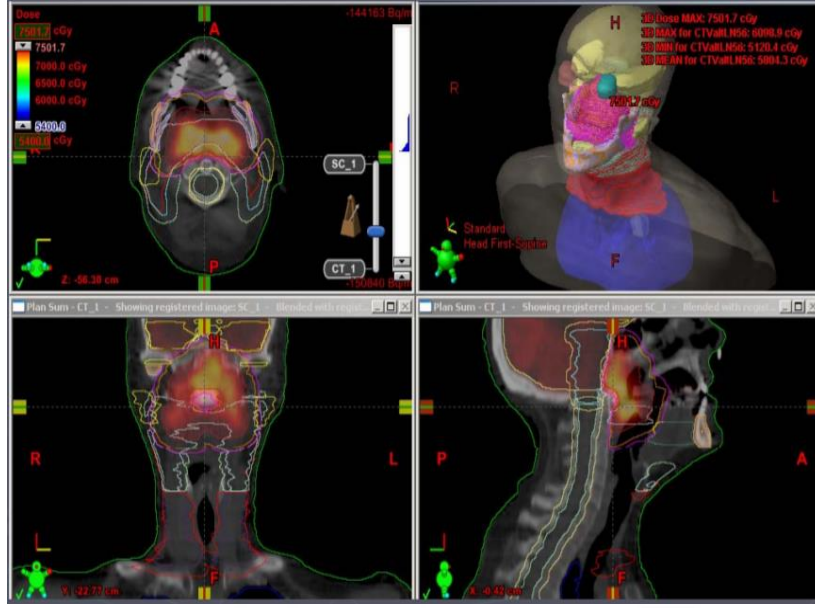 Dose
7501.7 cGy
7501.7
7000.0 cGy
6500.0 cGy
6000.0 cGy
5400.0
5400.0 cGy
-144163 Bq/m
A
SC_1
CT_1
P
Z: -56.38 cm
-150840 Bq/m
H
3D Dose MAX: 7501.7 cGy
3D MAX for CTValtLN56: 6098.9 cGy
3D MIN for CTValtLN56: 5120.4 cGy
3D MEAN for CTValtLN56: 5804.3 cGy
7501.7 cGy
R
L
Standard
Head First-Supine
F
Plan Sum - CT_1 - Showing registered image: SC_1 - Blended with regist
H
R
L
F
Y: -22.77 cm
Plan Sum - CT_1 - Showing registered image: SC_1 - Blended with regist
H
P
A
F
X: -0.42 cm